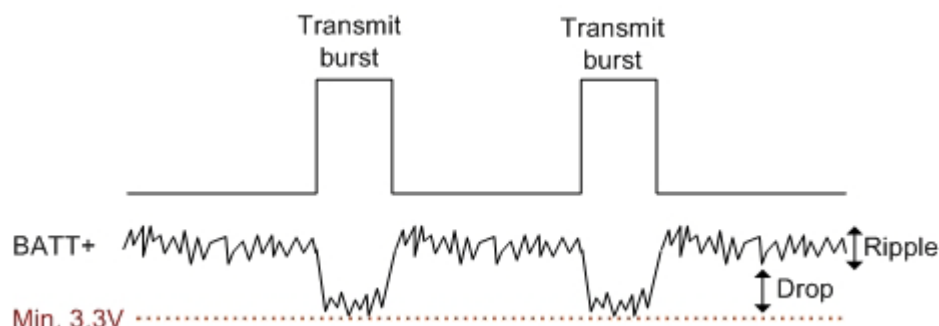 Transmit
burst
Transmit
burst
BATT+
Ripple
Drop
Min. 3.3V